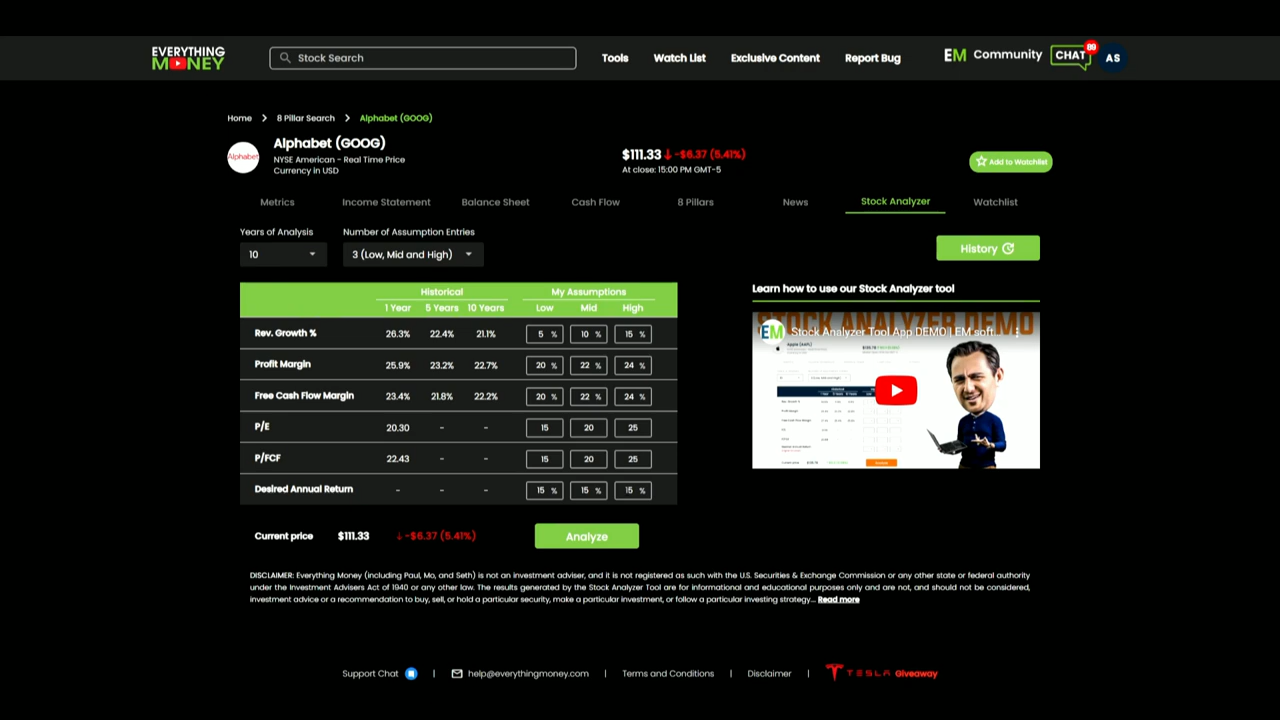 EVERYTHING
MONEY
Stock Search
Tools
Watch List
Exclusive Content
Report Bug
EM Community
CHAT
89
AS
Home > 8 Pillar Search > Alphabet (GOOG)
Alphabet
Alphabet (GOOG)
NYSE American - Real Time Price
Currency in USD
$111.33 ↓ -$6.37 (5.41%)
At close: 15:00 PM GMT-5
Add to Watchlist
Metrics
Income Statement
Balance Sheet
Cash Flow
8 Pillars
News
Stock Analyzer
Watchlist
Years of Analysis
Number of Assumption Entries
10
3 (Low, Mid and High)
History
Historical
My Assumptions
1 Year 5 Years 10 Years Low Mid High
Rev. Growth % 26.3% 22.4% 21.1% 5 % 10 % 15 %
Profit Margin 25.9% 23.2% 22.7% 20 % 22 % 24 %
Free Cash Flow Margin 23.4% 21.8% 22.2% 20 % 22 % 24 %
P/E 20.30 - - 15 20 25
P/FCF 22.43 - - 15 20 25
Desired Annual Return - - - 15 % 15 % 15 %
Current price $111.33 ↓ -$6.37 (5.41%)
Analyze
Learn how to use our Stock Analyzer tool
STOCK ANALYZER DEMO
EM
Stock Analyzer Tool App DEMO | EM soft...
DISCLAIMER: Everything Money (including Paul, Mo, and Seth) is not an investment adviser, and it is not registered as such with the U.S. Securities & Exchange Commission or any other state or federal authority
under the Investment Advisers Act of 1940 or any other law. The results generated by the Stock Analyzer Tool are for informational and educational purposes only and are not, and should not be considered,
investment advice or a recommendation to buy, sell, or hold a particular security, make a particular investment, or follow a particular investing strategy... Read more
Support Chat | help@everythingmoney.com | Terms and Conditions | Disclaimer | TESLA Giveaway